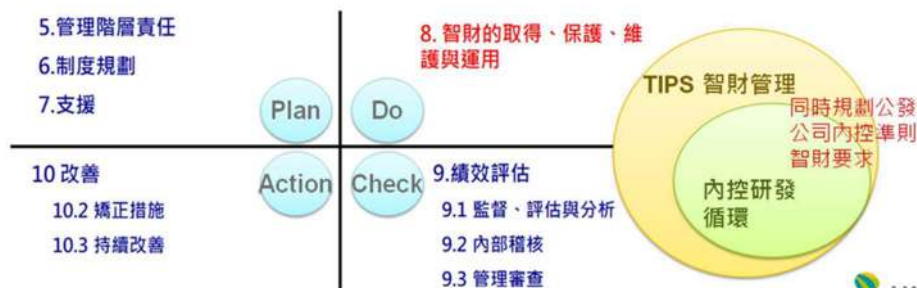 5.管理階層責任
6.制度規劃
7.支援
Plan
8. 智財的取得、保護、維
護與運用
Do
10 改善
10.2 矯正措施
10.3 持續改善
Action
Check
9.績效評估
9.1 監督、評估與分析
9.2 內部稽核
9.3 管理審查
TIPS 智財管理
同時規劃公發
公司內控準則
智財要求
內控研發
循環